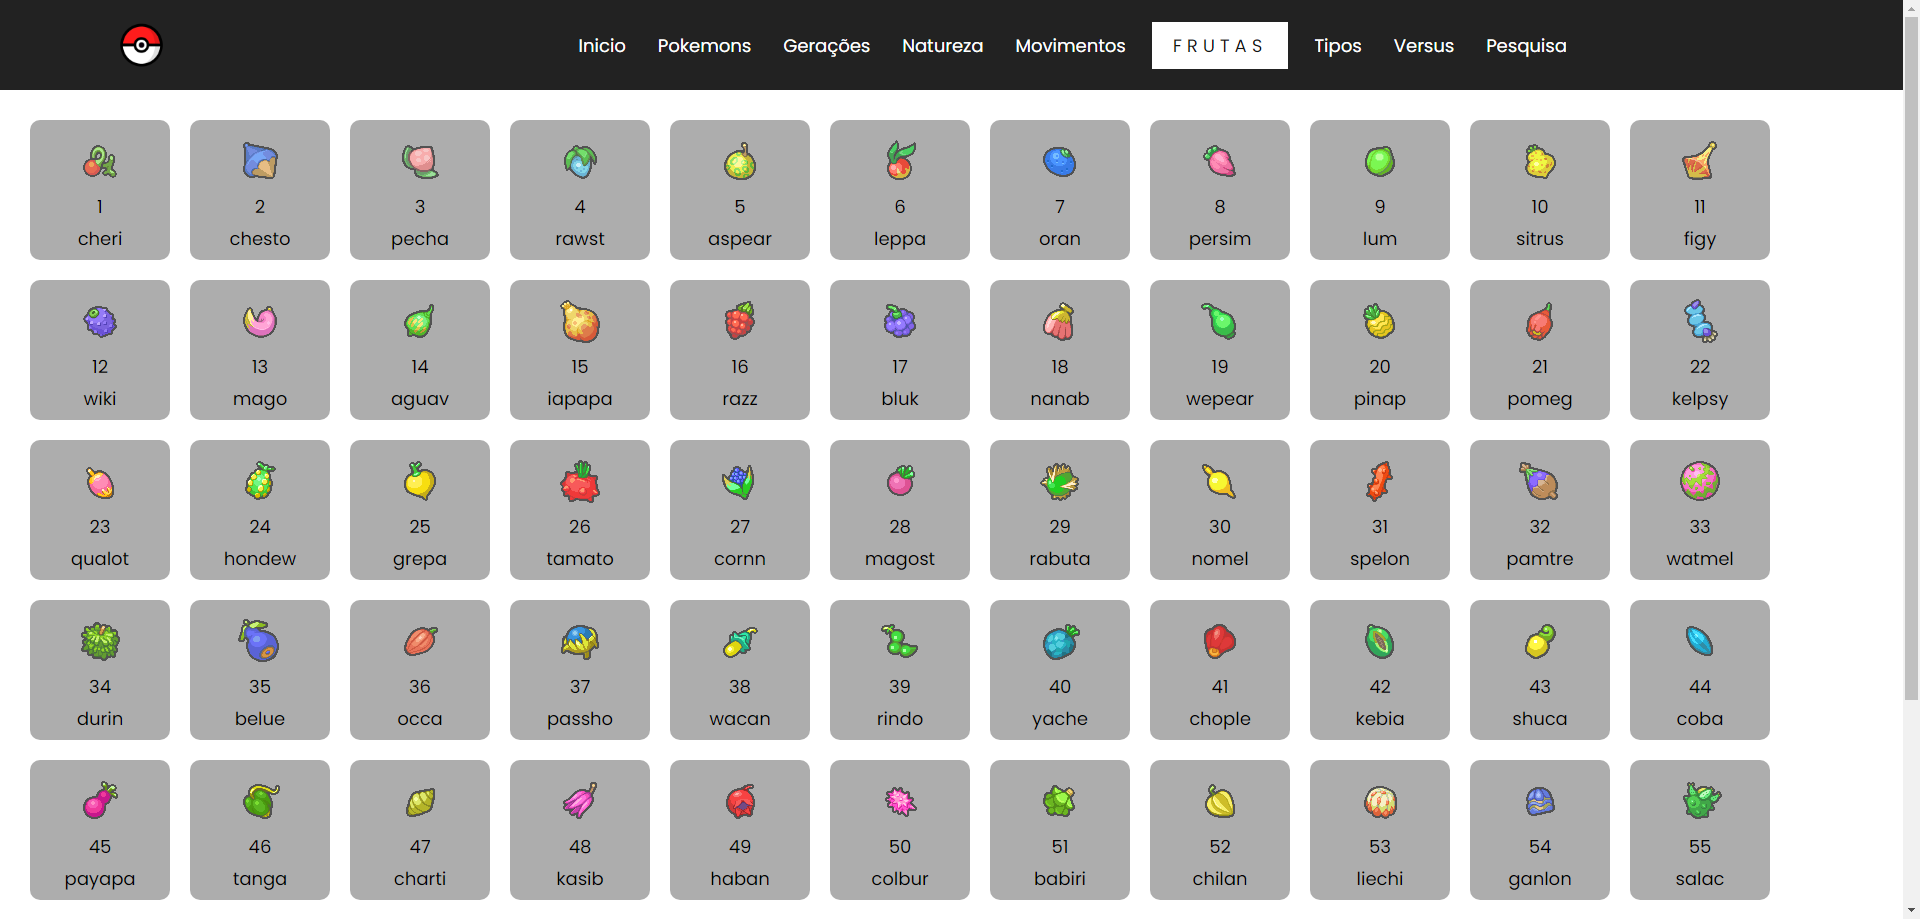 Inicio Pokemons Gerações Natureza Movimentos FRUTAS Tipos Versus Pesquisa
1 2 3 4 5 6 7 8 9 10 11
cheri chesto pecha rawst aspear leppa oran persim lum sitrus figy
12 13 14 15 16 17 18 19 20 21 22
wiki mago aguav iapapa razz bluk nanab wepear pinap pomeg kelpsy
23 24 25 26 27 28 29 30 31 32 33
qualot hondew grepa tamato cornn magost rabuta nomel spelon pamtre watmel
34 35 36 37 38 39 40 41 42 43 44
durin belue occa passho wacan rindo yache chople kebia shuca coba
45 46 47 48 49 50 51 52 53 54 55
payapa tanga charti kasib haban colbur babiri chilan liechi ganlon salac